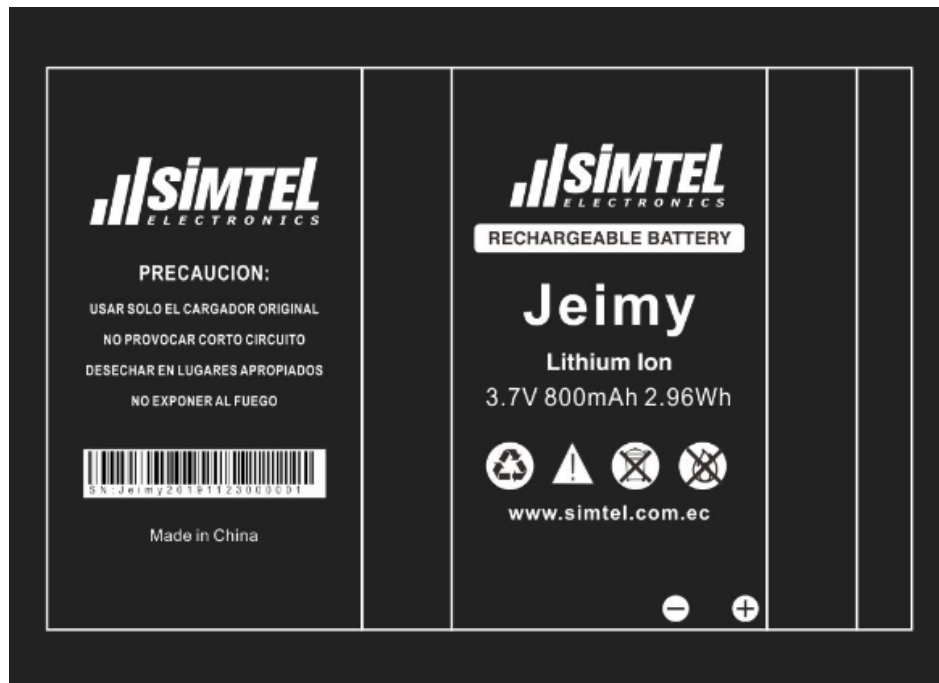 SIMTEL
ELECTRONICS
PRECAUCION:
USAR SOLO EL CARGADOR ORIGINAL
NO PROVOCAR CORTO CIRCUITO
DESECHAR EN LUGARES APROPIADOS
NO EXPONER AL FUEGO
SN:Jeimy20191123000001
Made in China
SIMTEL
ELECTRONICS
RECHARGEABLE BATTERY
Jeimy
Lithium Ion
3.7V 800mAh 2.96Wh
www.simtel.com.ec
- +